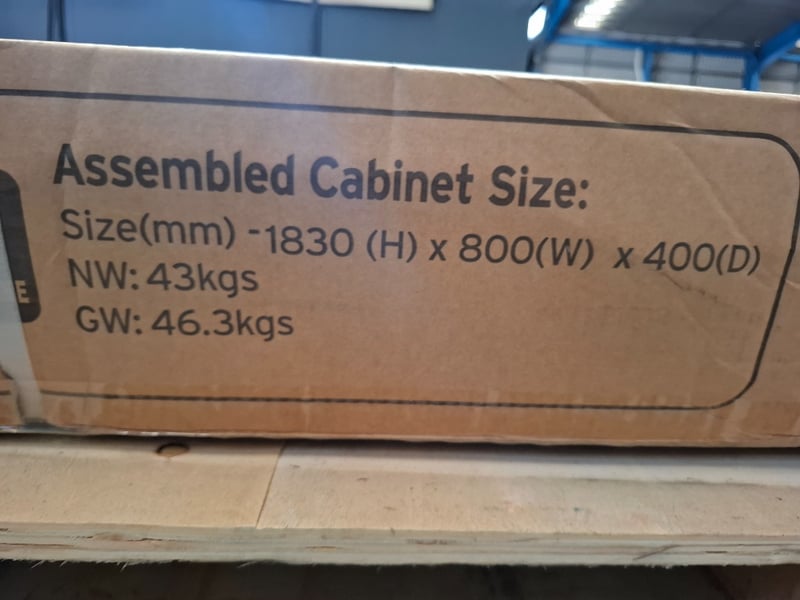 Assembled Cabinet Size:
Size(mm) -1830 (H) x 800(W) x 400(D)
NW: 43kgs
GW: 46.3kgs
E